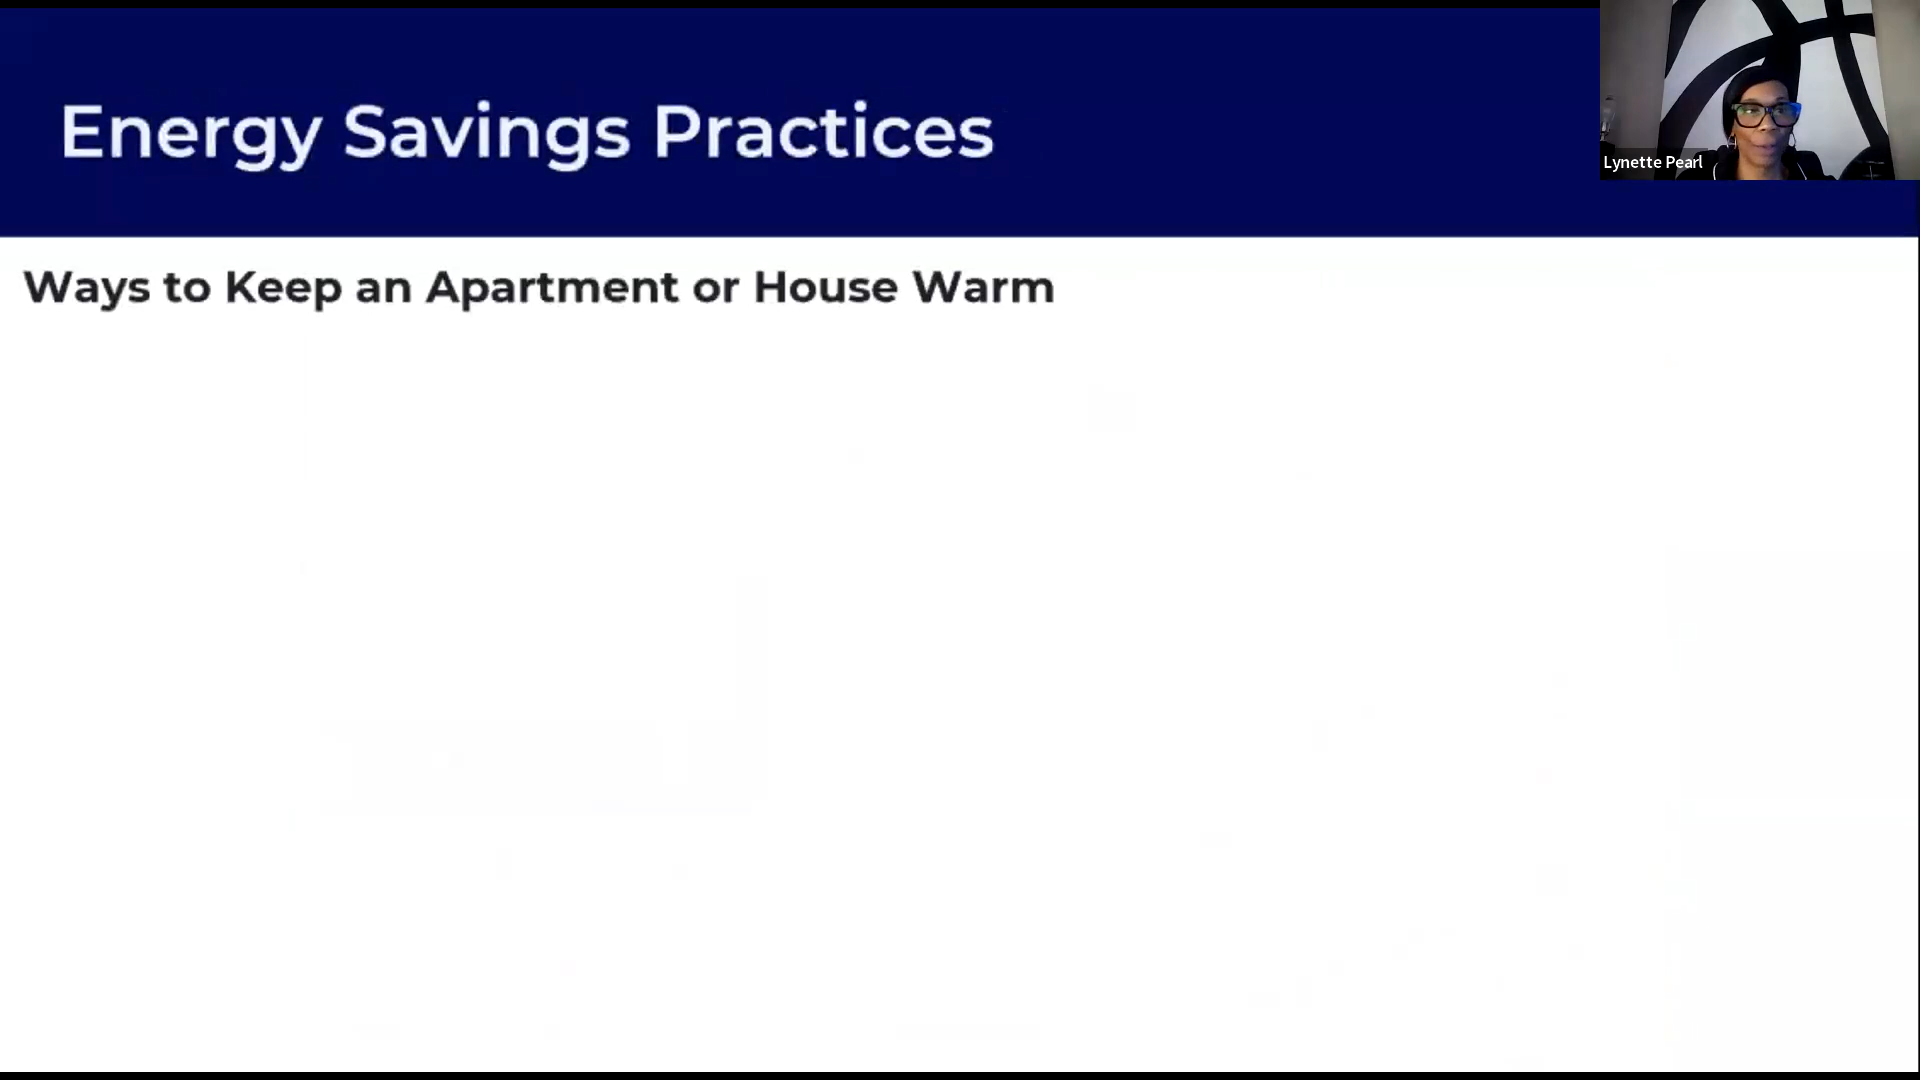 Energy Savings Practices
Lynette Pearl
Ways to Keep an Apartment or House Warm